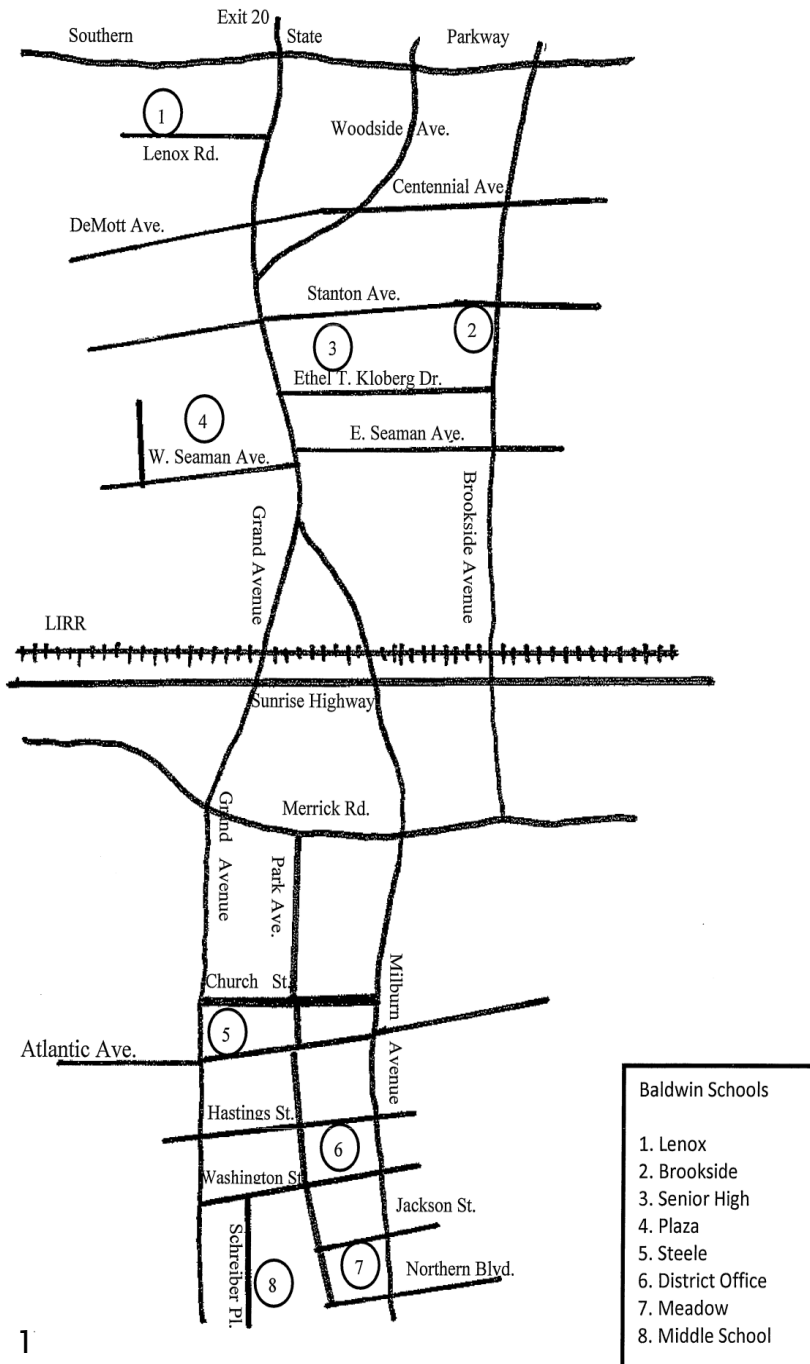 Exit 20
Southern State Parkway
1
Woodside Ave.
Lenox Rd.
Centennial Ave.
DeMott Ave.
Stanton Ave.
2
3
Ethel T. Kloberg Dr.
4
E. Seaman Ave.
W. Seaman Ave.
Grand Avenue
Brookside Avenue
LIRR
Sunrise Highway
Merrick Rd.
Grand Avenue
Park Ave.
Milburn Avenue
Church St.
5
Atlantic Ave.
Hastings St.
6
Washington St
Jackson St.
Schreiber Pl.
7
Northern Blvd.
8
Baldwin Schools
1. Lenox
2. Brookside
3. Senior High
4. Plaza
5. Steele
6. District Office
7. Meadow
8. Middle School
1